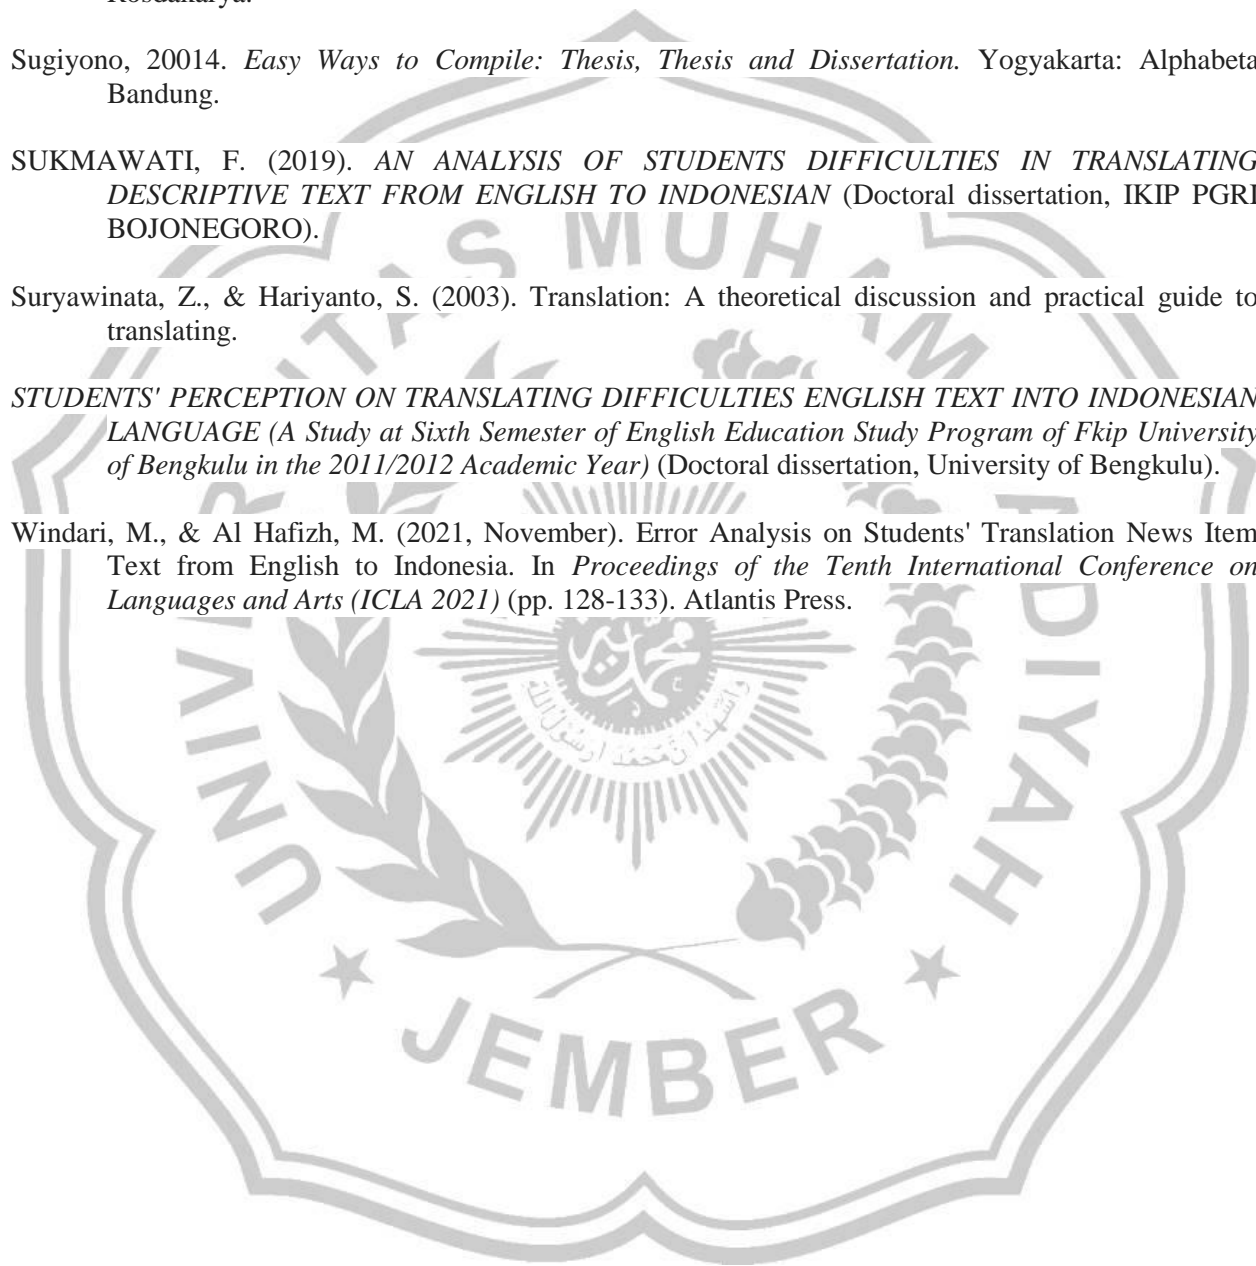 Sugiyono, 20014. Easy Ways to Compile: Thesis, Thesis and Dissertation. Yogyakarta: Alphabeta
Bandung.
SUKMAWATI, F. (2019). AN ANALYSIS OF STUDENTS DIFFICULTIES IN TRANSLATING
DESCRIPTIVE TEXT FROM ENGLISH TO INDONESIAN (Doctoral dissertation, IKIP PGRI
BOJONEGORO).
Suryawinata, Z., & Hariyanto, S. (2003). Translation: A theoretical discussion and practical guide to
translating.
STUDENTS' PERCEPTION ON TRANSLATING DIFFICULTIES ENGLISH TEXT INTO INDONESIAN
LANGUAGE (A Study at Sixth Semester of English Education Study Program of Fkip University
of Bengkulu in the 2011/2012 Academic Year) (Doctoral dissertation, University of Bengkulu).
Windari, M., & Al Hafizh, M. (2021, November). Error Analysis on Students' Translation News Item
Text from English to Indonesia. In Proceedings of the Tenth International Conference on
Languages and Arts (ICLA 2021) (pp. 128-133). Atlantis Press.
JEMBER